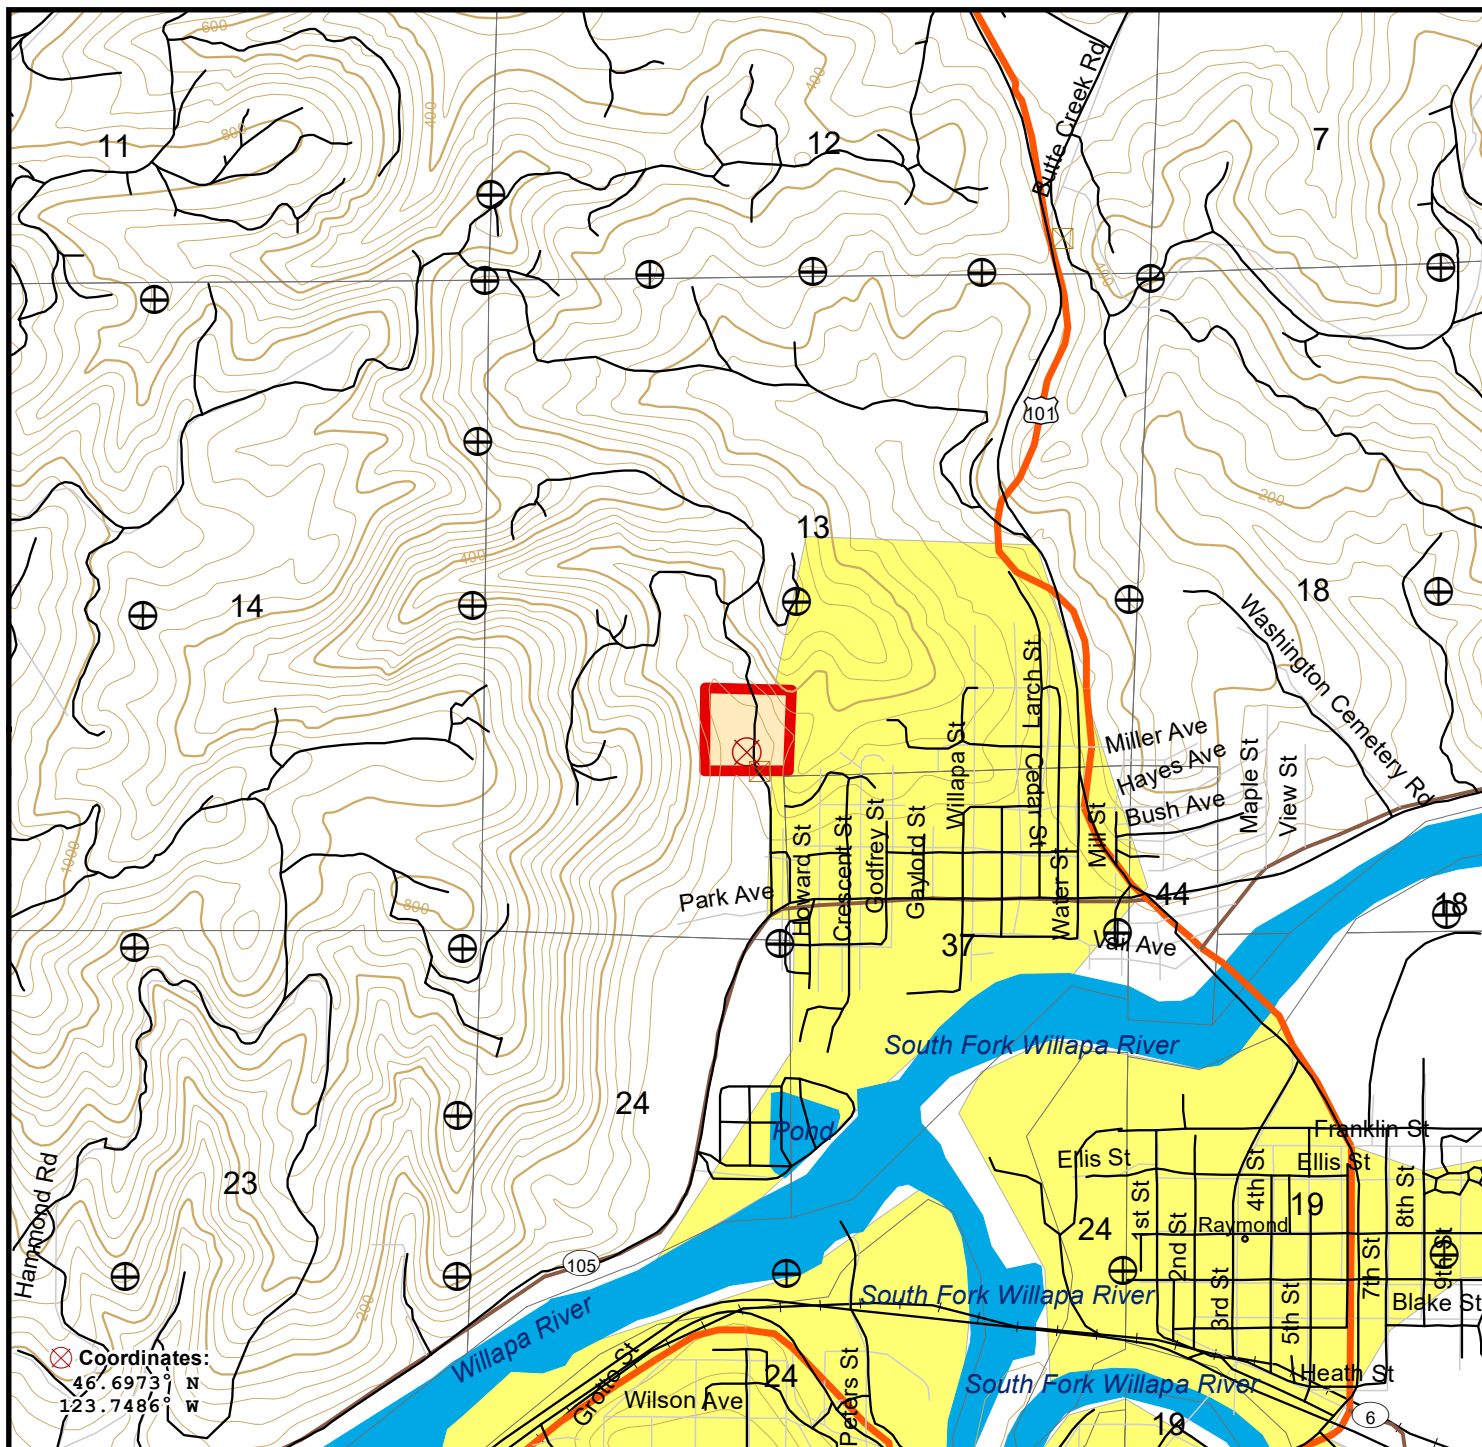 600
Butte Creek Rd
400
400
11
800
12
7
400
101
200
13
400
14
18
Washington Cemetery Rd
Larch St
Willapa St
Miller Ave
Cedar St
Hayes Ave
Maple St
View St
Bush Ave
Mill St
Howard St
Crescent St
Godfrey St
Gaylord St
Water St
1000
Park Ave
800
44
18
37
Vail Ave
South Fork Willapa River
24
Pond
Franklin St
Ellis St
Ellis St
23
Hammond Rd
1st St
4th St
19
8th St
24
Raymond
2nd St
7th St
9th St
105
South Fork Willapa River
3rd St
5th St
Blake St
200
Willapa River
Coordinates:
46.6973° N
123.7486° W
Grotto St
24
Wilson Ave
Peters St
South Fork Willapa River
Heath St
6
19